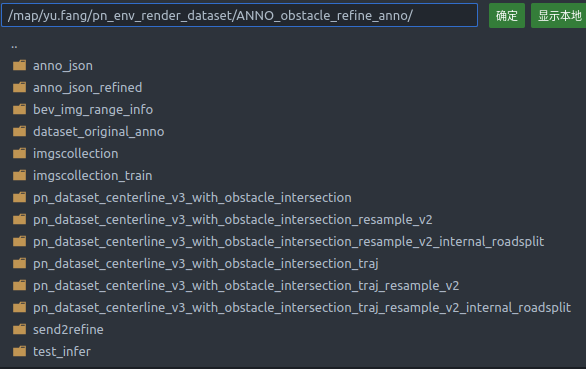 /map/yu.fang/pn_env_render_dataset/ANNO_obstacle_refine_anno/ 确定 显示本地
..
anno_json
anno_json_refined
bev_img_range_info
dataset_original_anno
imgscollection
imgscollection_train
pn_dataset_centerline_v3_with_obstacle_intersection
pn_dataset_centerline_v3_with_obstacle_intersection_resample_v2
pn_dataset_centerline_v3_with_obstacle_intersection_resample_v2_internal_roadsplit
pn_dataset_centerline_v3_with_obstacle_intersection_traj
pn_dataset_centerline_v3_with_obstacle_intersection_traj_resample_v2
pn_dataset_centerline_v3_with_obstacle_intersection_traj_resample_v2_internal_roadsplit
send2refine
test_infer